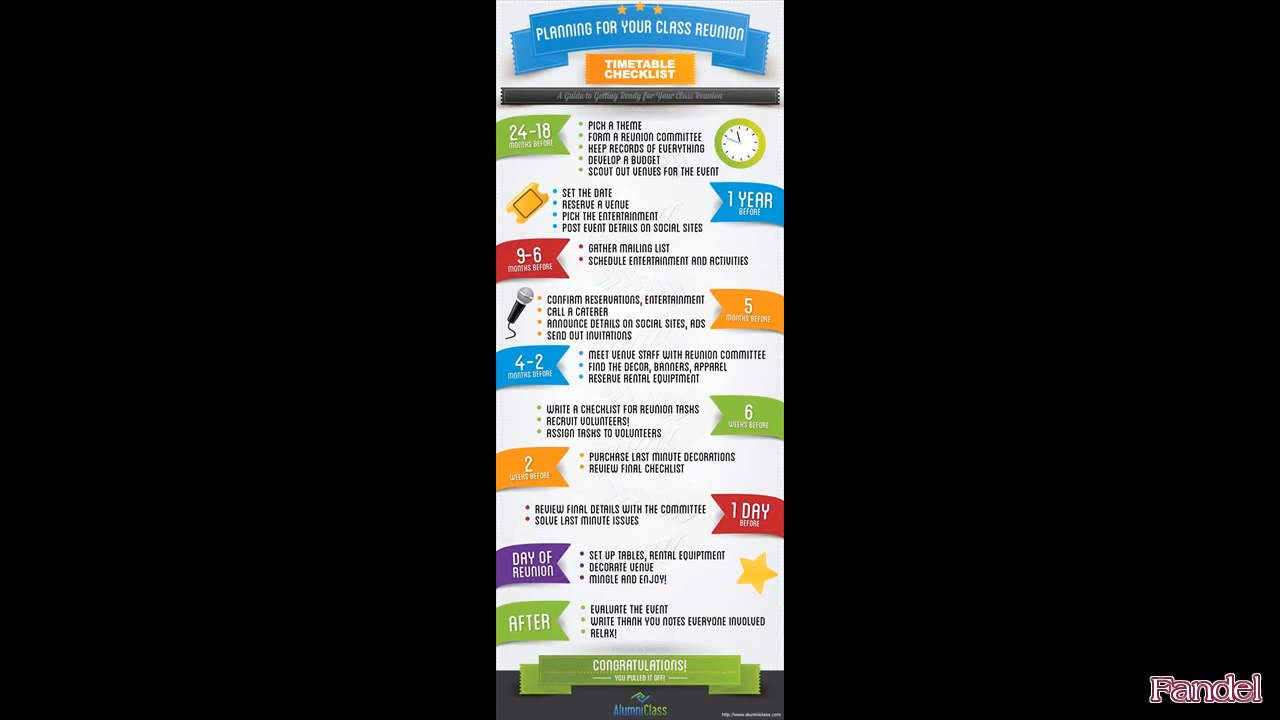 PLANNING FOR YOUR CLASS REUNION
TIMETABLE
CHECKLIST
A Guide to Getting Ready for Your Class Reunion
24-18
MONTHS BEFORE
PICK A THEME
FORM A REUNION COMMITTEE
KEEP RECORDS OF EVERYTHING
DEVELOP A BUDGET
SCOUT OUT VENUES FOR THE EVENT
1 YEAR
BEFORE
SET THE DATE
RESERVE A VENUE
PICK THE ENTERTAINMENT
POST EVENT DETAILS ON SOCIAL SITES
9-6
MONTHS BEFORE
GATHER MAILING LIST
SCHEDULE ENTERTAINMENT AND ACTIVITIES
5
MONTHS BEFORE
CONFIRM RESERVATIONS, ENTERTAINMENT
CALL A CATERER
ANNOUNCE DETAILS ON SOCIAL SITES, ADS
SEND OUT INVITATIONS
4-2
MONTHS BEFORE
MEET VENUE STAFF WITH REUNION COMMITTEE
FIND THE DECOR, BANNERS, APPAREL
RESERVE RENTAL EQUIPTMENT
6
WEEKS BEFORE
WRITE A CHECKLIST FOR REUNION TASKS
RECRUIT VOLUNTEERS!
ASSIGN TASKS TO VOLUNTEERS
2
WEEKS BEFORE
PURCHASE LAST MINUTE DECORATIONS
REVIEW FINAL CHECKLIST
1 DAY
BEFORE
REVIEW FINAL DETAILS WITH THE COMMITTEE
SOLVE LAST MINUTE ISSUES
DAY OF
REUNION
SET UP TABLES, RENTAL EQUIPTMENT
DECORATE VENUE
MINGLE AND ENJOY!
AFTER
EVALUATE THE EVENT
WRITE THANK YOU NOTES EVERYONE INVOLVED
RELAX!
CONGRATULATIONS!
YOU PULLED IT OFF!
AlumniClass
http://www.alumniclass.com
Fandel